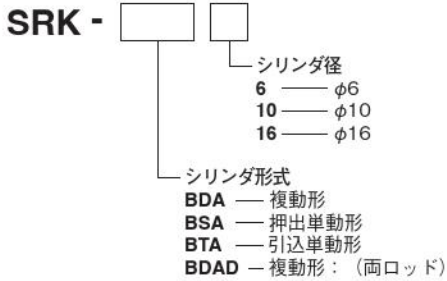 SRK -
シリンダ径
6 —— φ6
10 —— φ10
16 —— φ16
シリンダ形式
BDA — 複動形
BSA — 押出単動形
BTA — 引込単動形
BDAD — 複動形：（両ロッド）